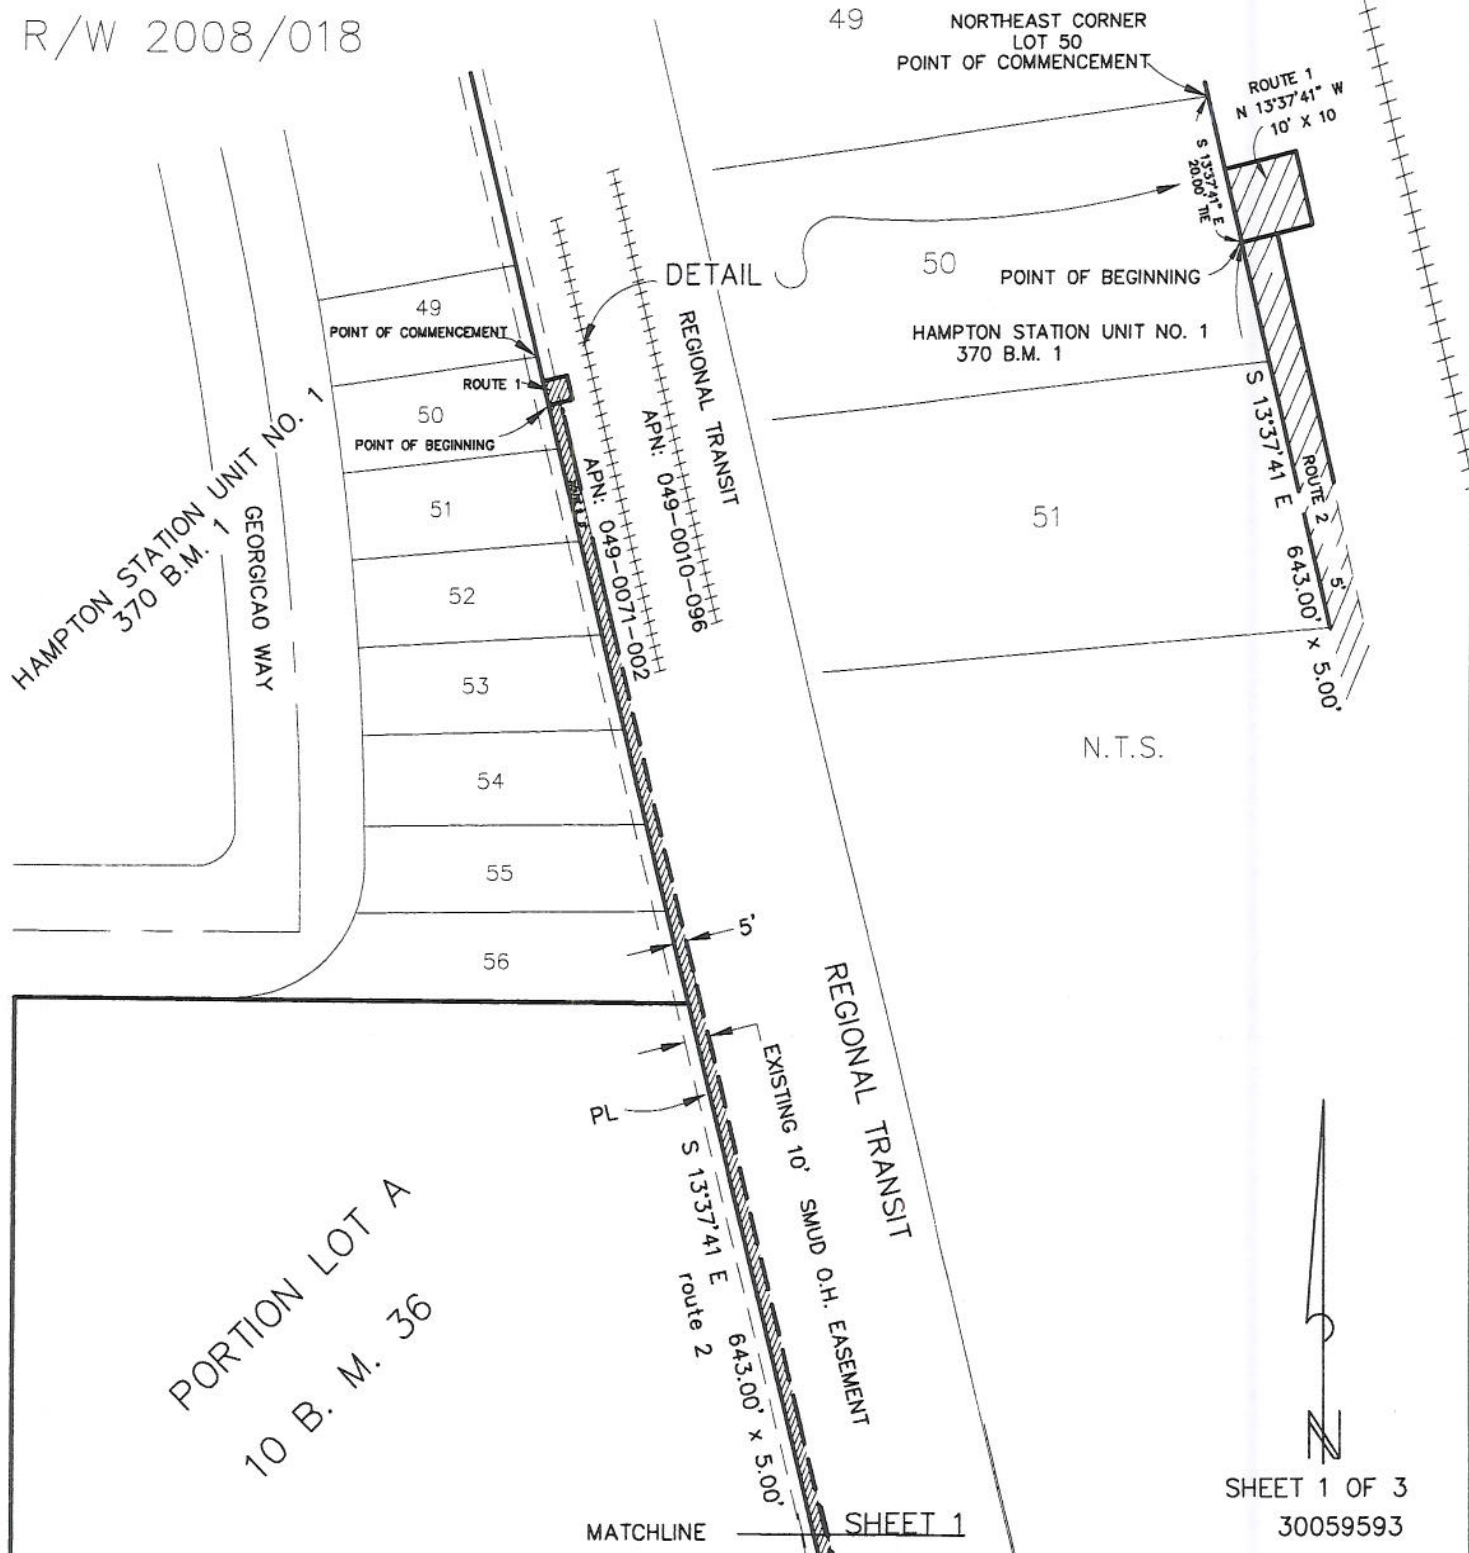 R/W 2008/018
49
NORTHEAST CORNER
LOT 50
POINT OF COMMENCEMENT
ROUTE 1
N 13°37'41" W
10' X 10
S 13°37'41" E
20.00' TIE
DETAIL
50
POINT OF BEGINNING
HAMPTON STATION UNIT NO. 1
370 B.M. 1
S 13°37'41 E 643.00' x 5.00'
ROUTE 2
5'
51
N.T.S.
49
POINT OF COMMENCEMENT
ROUTE 1
50
POINT OF BEGINNING
REGIONAL TRANSIT
APN: 049-0010-096
APN: 049-0071-002
HAMPTON STATION UNIT NO. 1
370 B.M. 1
GEORGICAO WAY
51
52
53
54
55
56
5'
REGIONAL TRANSIT
EXISTING 10' SMUD O.H. EASEMENT
PL
S 13°37'41 E 643.00' x 5.00'
route 2
PORTION LOT A
10 B. M. 36
N
SHEET 1 OF 3
30059593
MATCHLINE SHEET 1